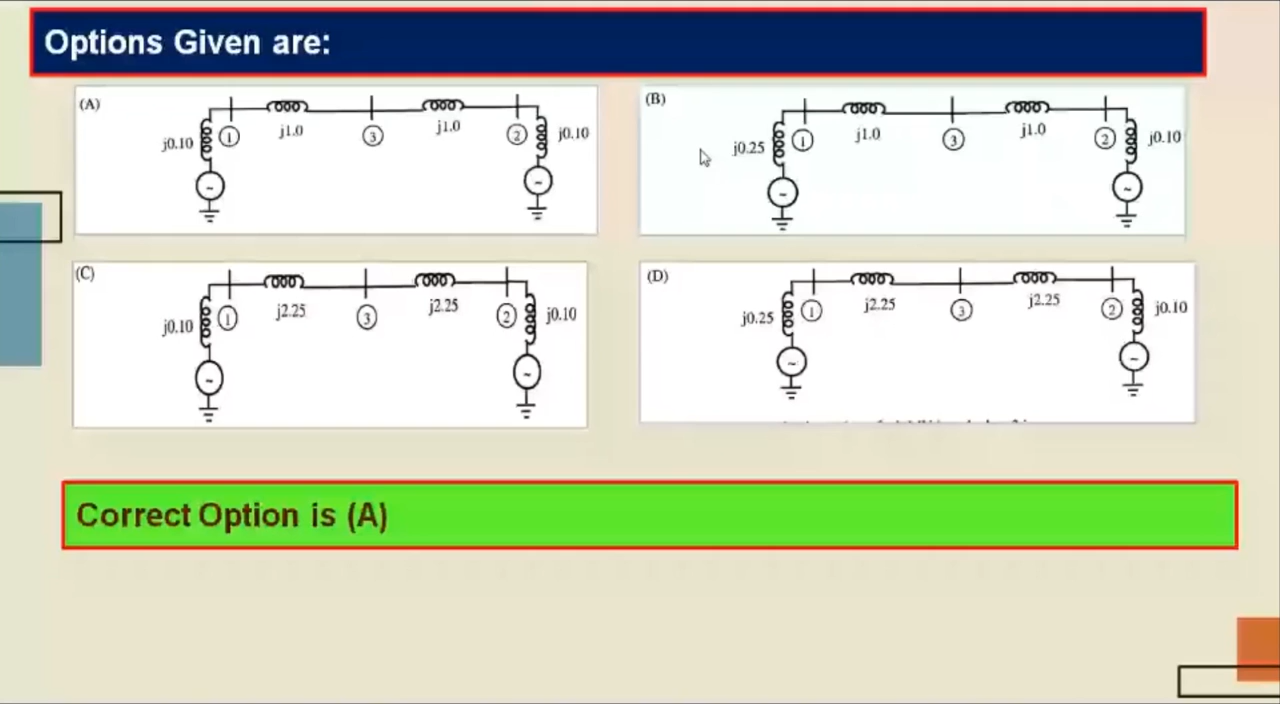 Options Given are:
(A)
j1.0
j1.0
j0.10
1
3
2
j0.10
(B)
j1.0
j1.0
j0.25
1
3
2
j0.10
(C)
j2.25
j2.25
j0.10
1
3
2
j0.10
(D)
j2.25
j2.25
j0.25
1
3
2
j0.10
Correct Option is (A)